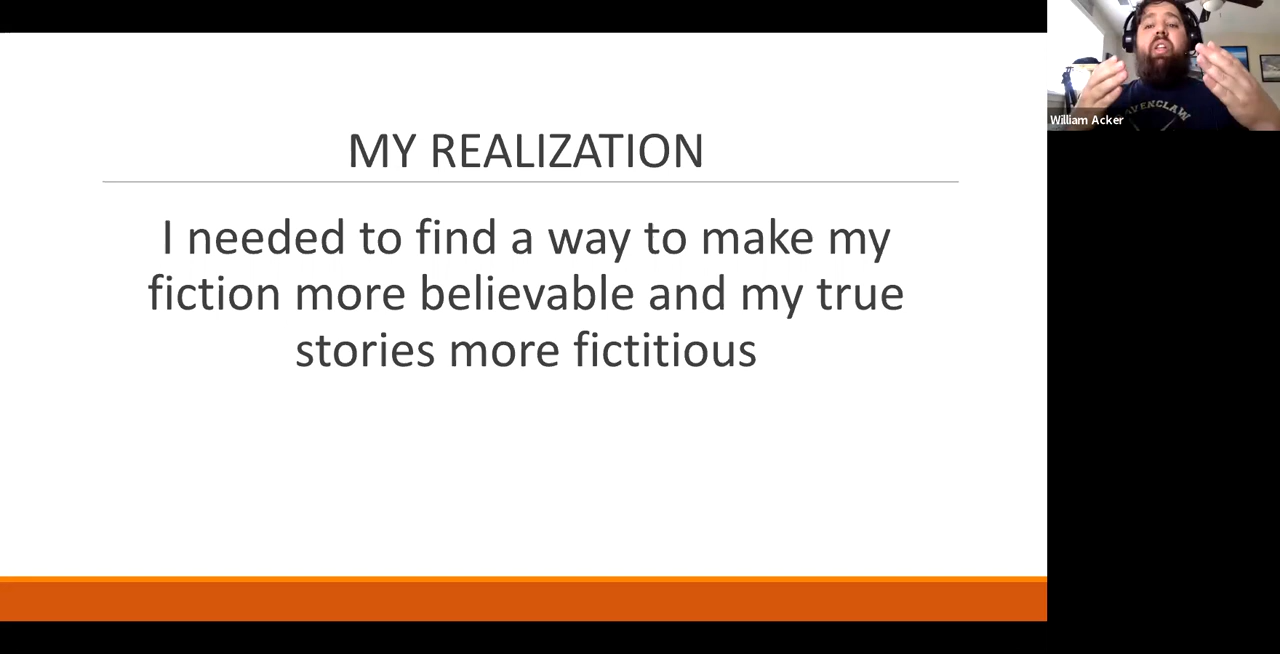 MY REALIZATION
I needed to find a way to make my
fiction more believable and my true
stories more fictitious
William Acker
AVENCLAW